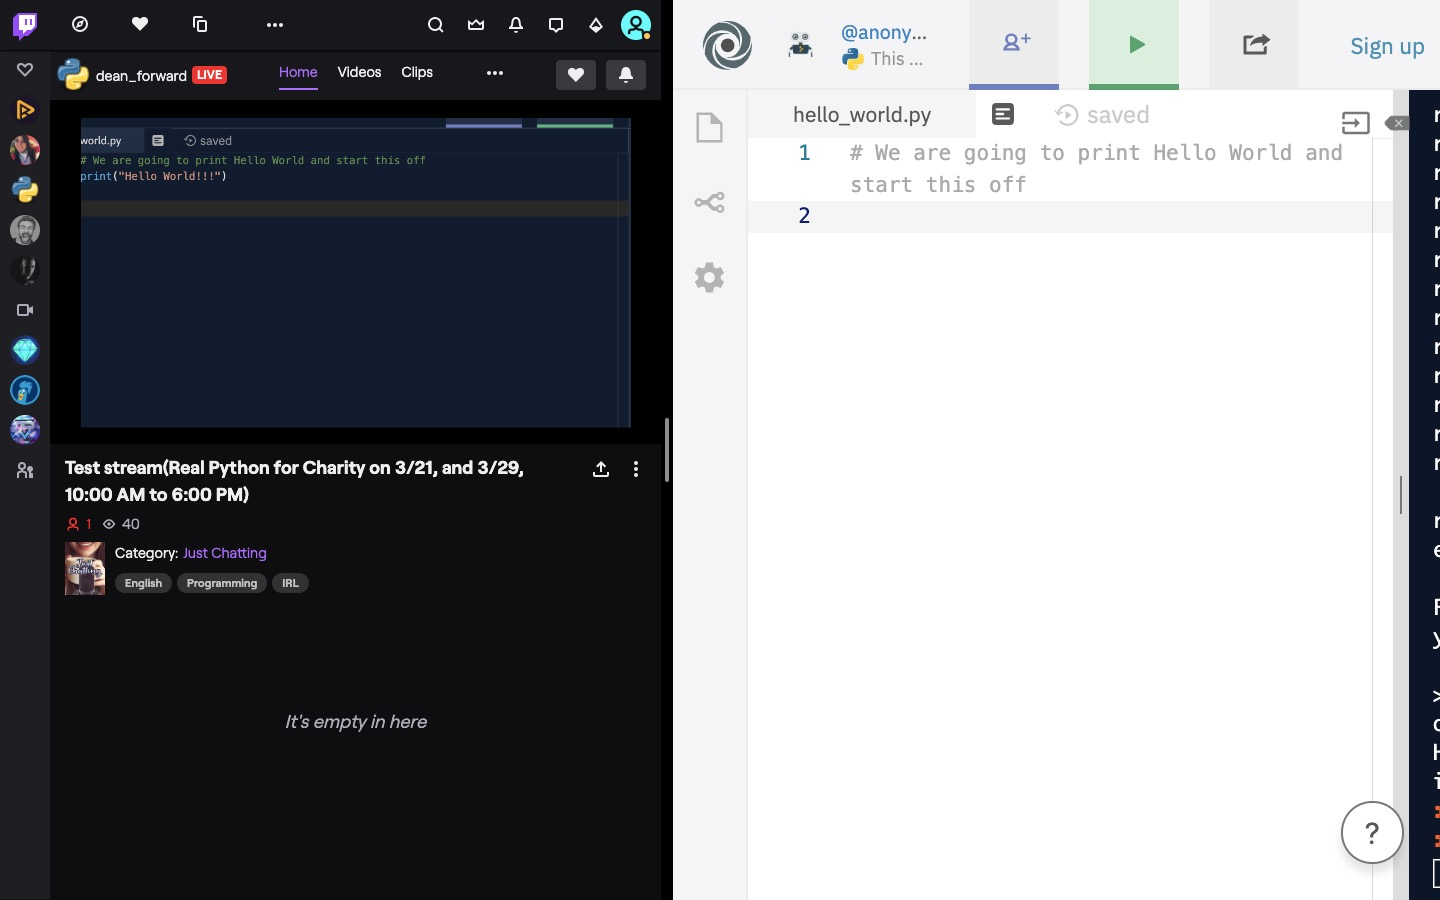 dean_forward LIVE Home Videos Clips
world.py saved
# We are going to print Hello World and start this off
print("Hello World!!!")
Test stream(Real Python for Charity on 3/21, and 3/29,
10:00 AM to 6:00 PM)
1 40
Category: Just Chatting
English Programming IRL
It's empty in here
@anony...
This ...
Sign up
hello_world.py saved
1 # We are going to print Hello World and
start this off
2
?